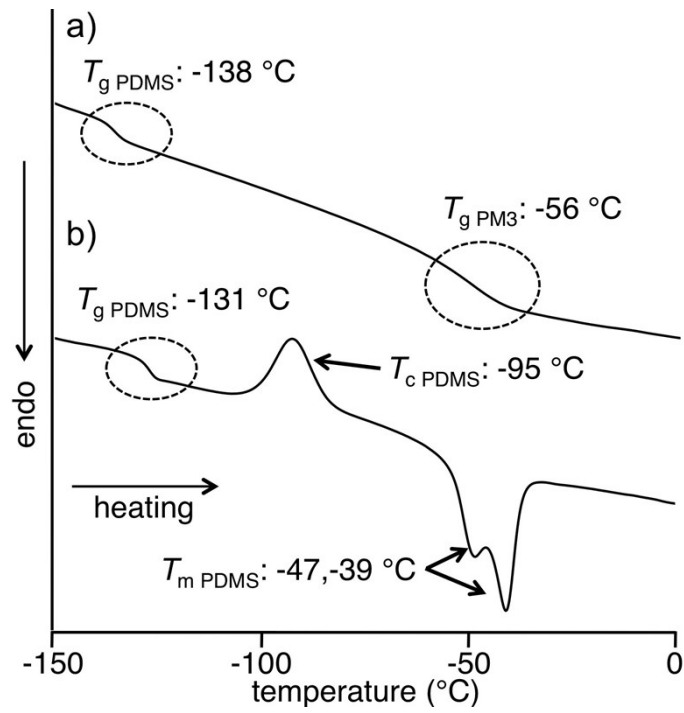 a)
Tg PDMS: -138 °C
Tg PM3: -56 °C
b)
Tg PDMS: -131 °C
Tc PDMS: -95 °C
endo
heating
Tm PDMS: -47,-39 °C
-150 -100 -50 0
temperature (°C)